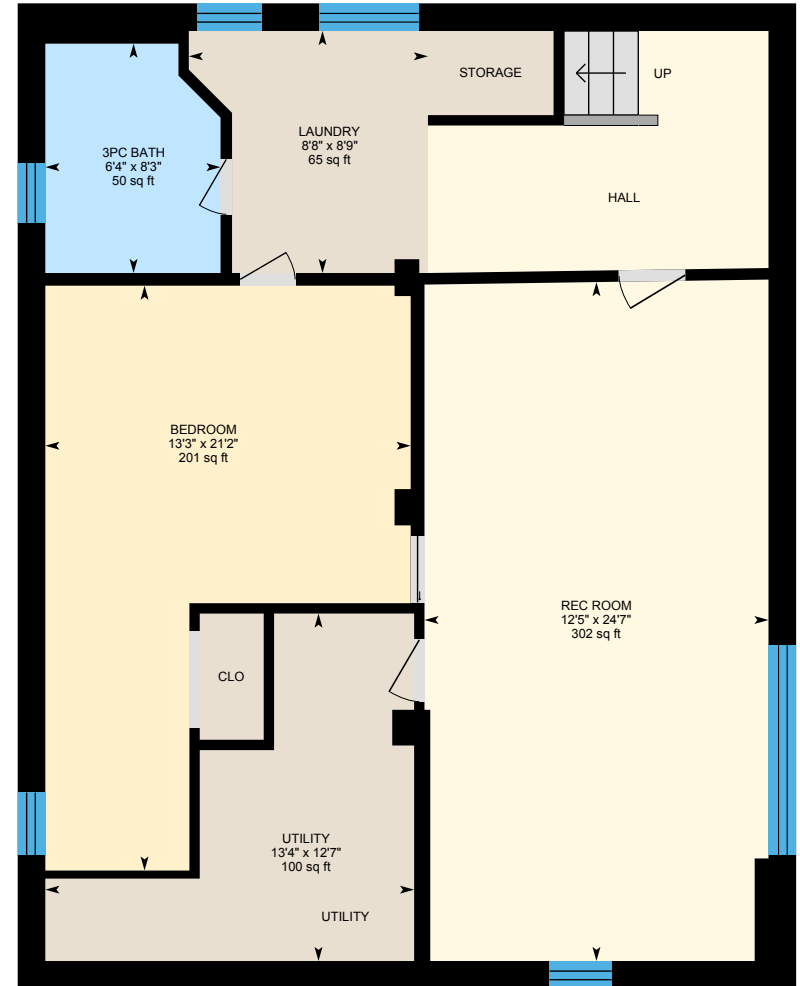 STORAGE
UP
LAUNDRY
8'8" x 8'9"
65 sq ft
3PC BATH
6'4" x 8'3"
50 sq ft
HALL
BEDROOM
13'3" x 21'2"
201 sq ft
REC ROOM
12'5" x 24'7"
302 sq ft
CLO
UTILITY
13'4" x 12'7"
100 sq ft
UTILITY